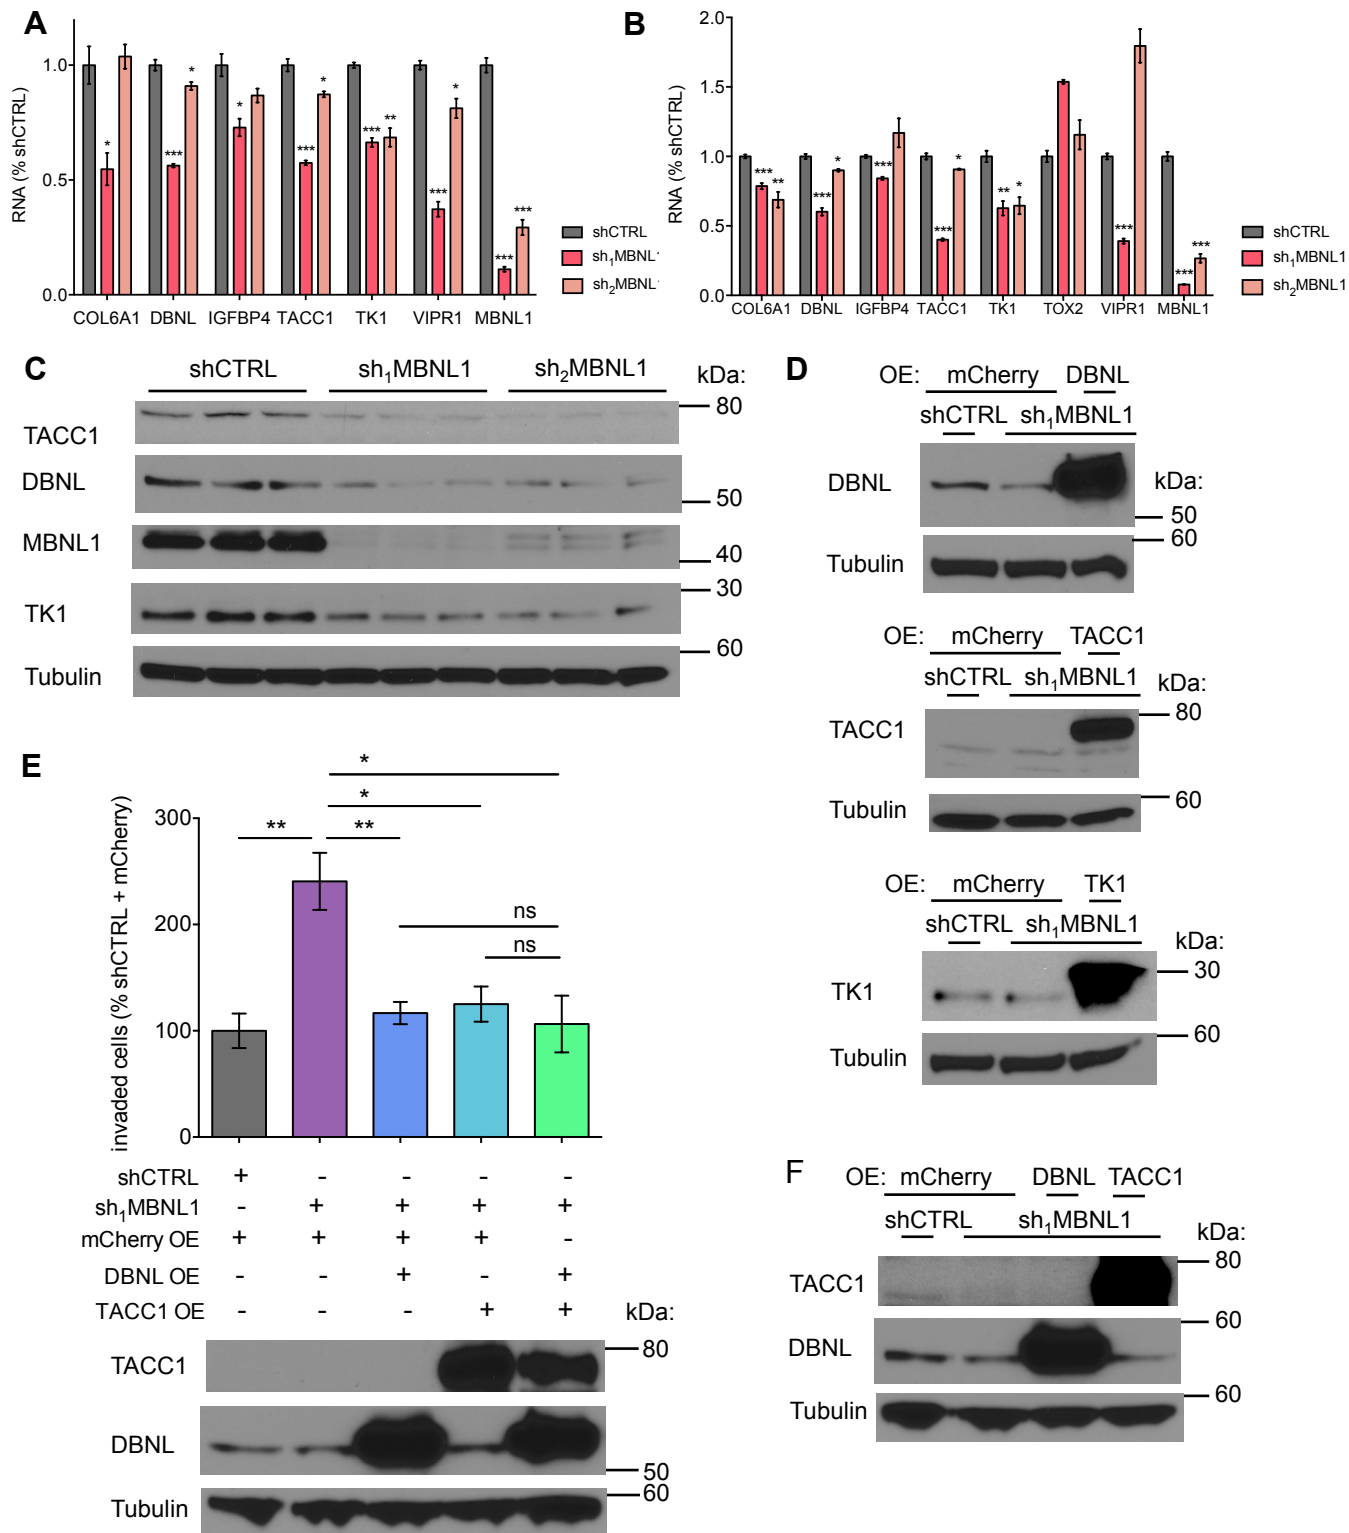 A
RNA (% shCTRL)
1.0
0.5
0.0
* *** * * *** *** *** ** *** * *** ***
COL6A1 DBNL IGFBP4 TACC1 TK1 VIPR1 MBNL1
shCTRL
sh₁MBNL1
sh₂MBNL1
B
RNA (% shCTRL)
2.0
1.5
1.0
0.5
0.0
*** ** *** * *** *** * ** * *** *** ***
COL6A1 DBNL IGFBP4 TACC1 TK1 TOX2 VIPR1 MBNL1
shCTRL
sh₁MBNL1
sh₂MBNL1
C
shCTRL sh₁MBNL1 sh₂MBNL1 kDa:
TACC1 80
DBNL 50
MBNL1 40
TK1 30
Tubulin 60
D
OE: mCherry DBNL
shCTRL sh₁MBNL1
DBNL kDa:
50
60
Tubulin
OE: mCherry TACC1
shCTRL sh₁MBNL1 kDa:
TACC1 80
Tubulin 60
OE: mCherry TK1
shCTRL sh₁MBNL1
kDa:
TK1 30
Tubulin 60
E
invaded cells (% shCTRL + mCherry)
300
200
100
0
*
*
** **
ns
ns
shCTRL + - - - -
sh₁MBNL1 - + + + +
mCherry OE + + + + -
DBNL OE - - + - +
TACC1 OE - - - + +
kDa:
TACC1 80
DBNL 50
Tubulin 60
F
OE: mCherry DBNL TACC1
shCTRL sh₁MBNL1
kDa:
TACC1 80
DBNL 60
Tubulin 60